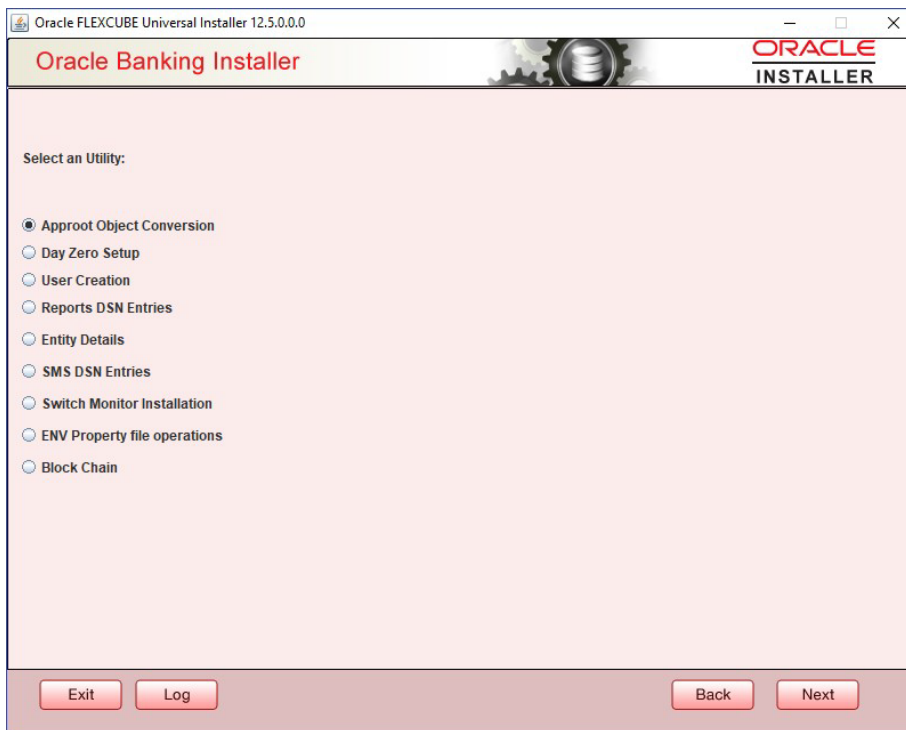 Oracle FLEXCUBE Universal Installer 12.5.0.0.0
Oracle Banking Installer
ORACLE
INSTALLER
Select an Utility:
Approot Object Conversion
Day Zero Setup
User Creation
Reports DSN Entries
Entity Details
SMS DSN Entries
Switch Monitor Installation
ENV Property file operations
Block Chain
Exit Log Back Next